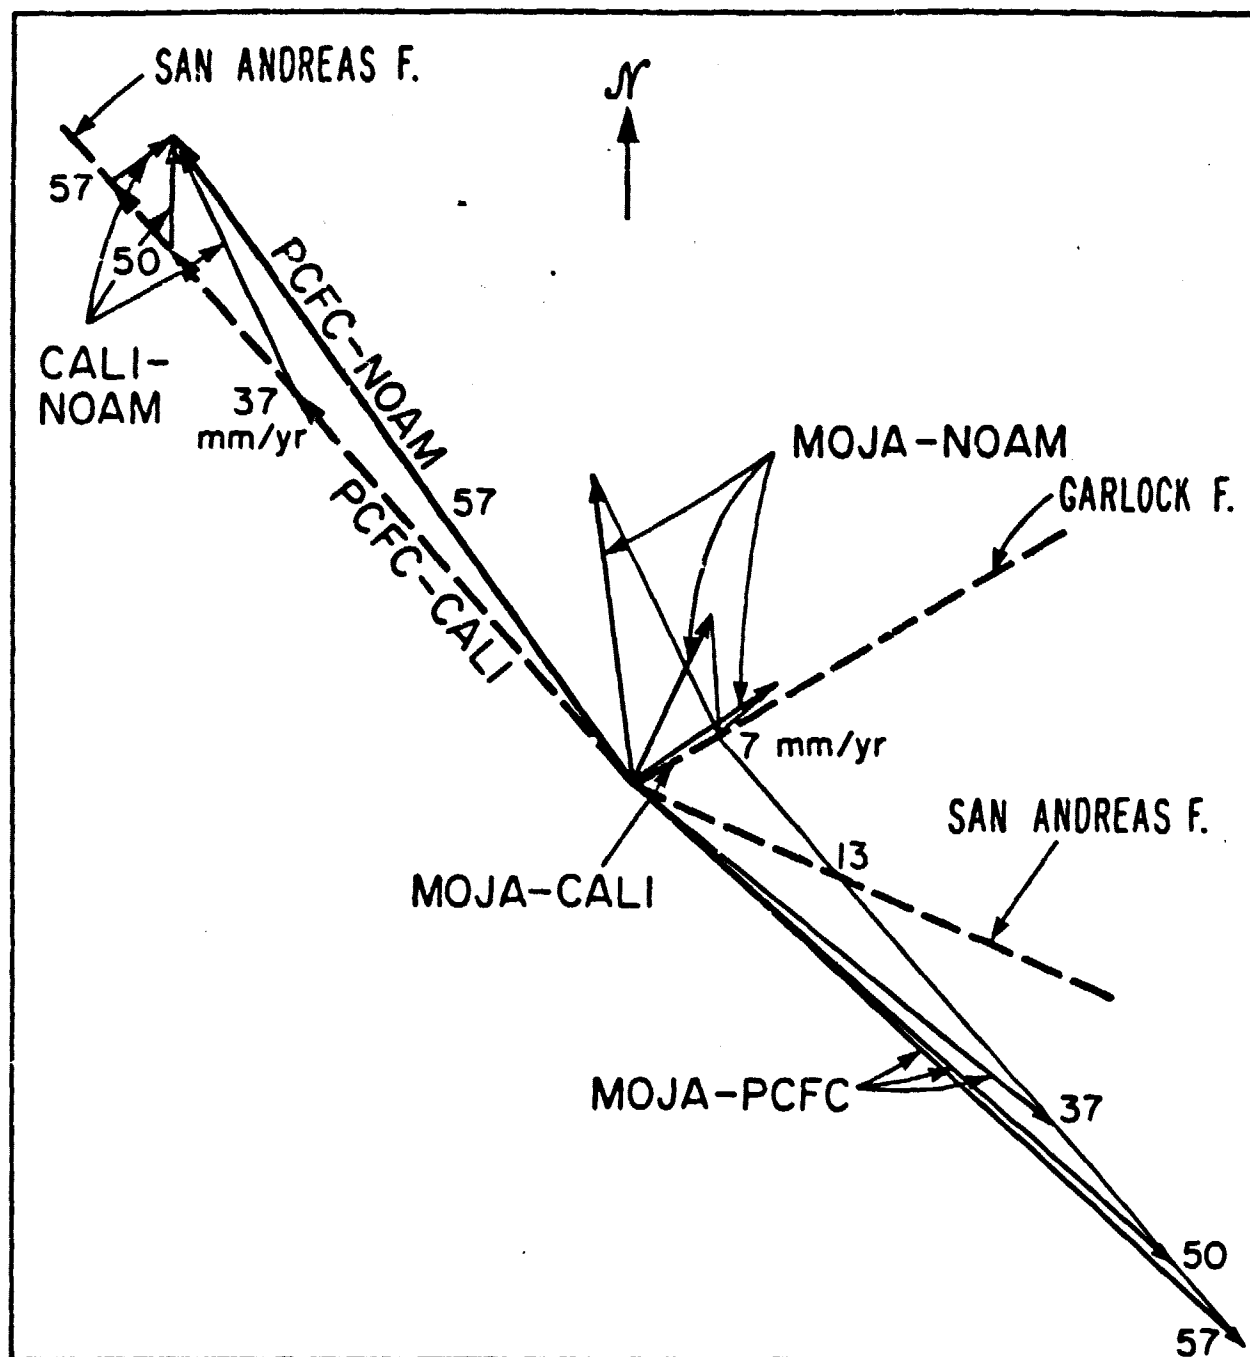 SAN ANDREAS F.
N
57
50
PCFC-NOAM
CALI-
NOAM
37
mm/yr
57
PCFC-CALI
MOJA-NOAM
GARLOCK F.
7 mm/yr
SAN ANDREAS F.
13
MOJA-CALI
MOJA-PCFC
37
50
57